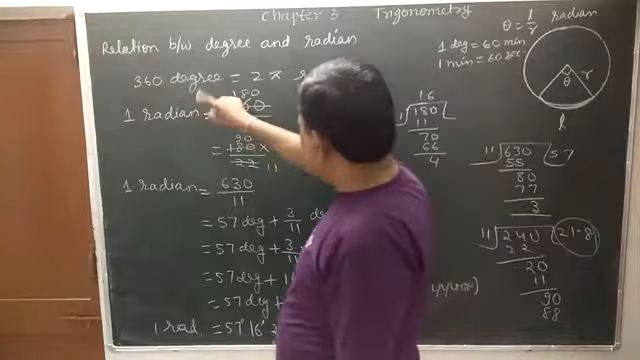 Chapter 3 Trigonometry
Relation b/w degree and radian
θ = l/r radian
1 deg = 60 min
1 min = 60 sec
360 degree = 2 π
1 radian =
180
90
180 ×
22 11
1 radian = 630/11
= 57 deg + 3/11
= 57 deg + 3/11
= 57 deg +
= 57 deg +
1 rad. = 57° 16'
16
11 180
11
70
66
4
θ r
l
11 630 57
55
80
77
3
11 240 21.8
22
20
11
90
88